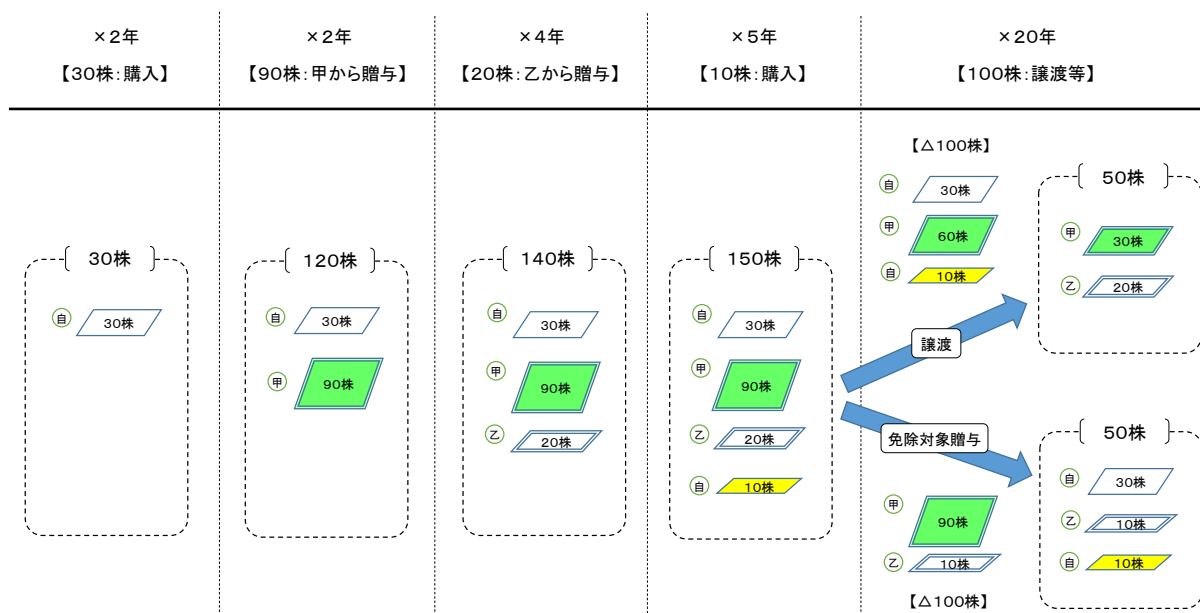 ×2年
【30株：購入】
×2年
【90株：甲から贈与】
×4年
【20株：乙から贈与】
×5年
【10株：購入】
×20年
【100株：譲渡等】
30株
自
30株
120株
自
30株
甲
90株
140株
自
30株
甲
90株
乙
20株
150株
自
30株
甲
90株
乙
20株
自
10株
【△100株】
自
30株
甲
60株
自
10株
譲渡
50株
甲
30株
乙
20株
免除対象贈与
甲
90株
乙
10株
【△100株】
50株
自
30株
乙
10株
自
10株